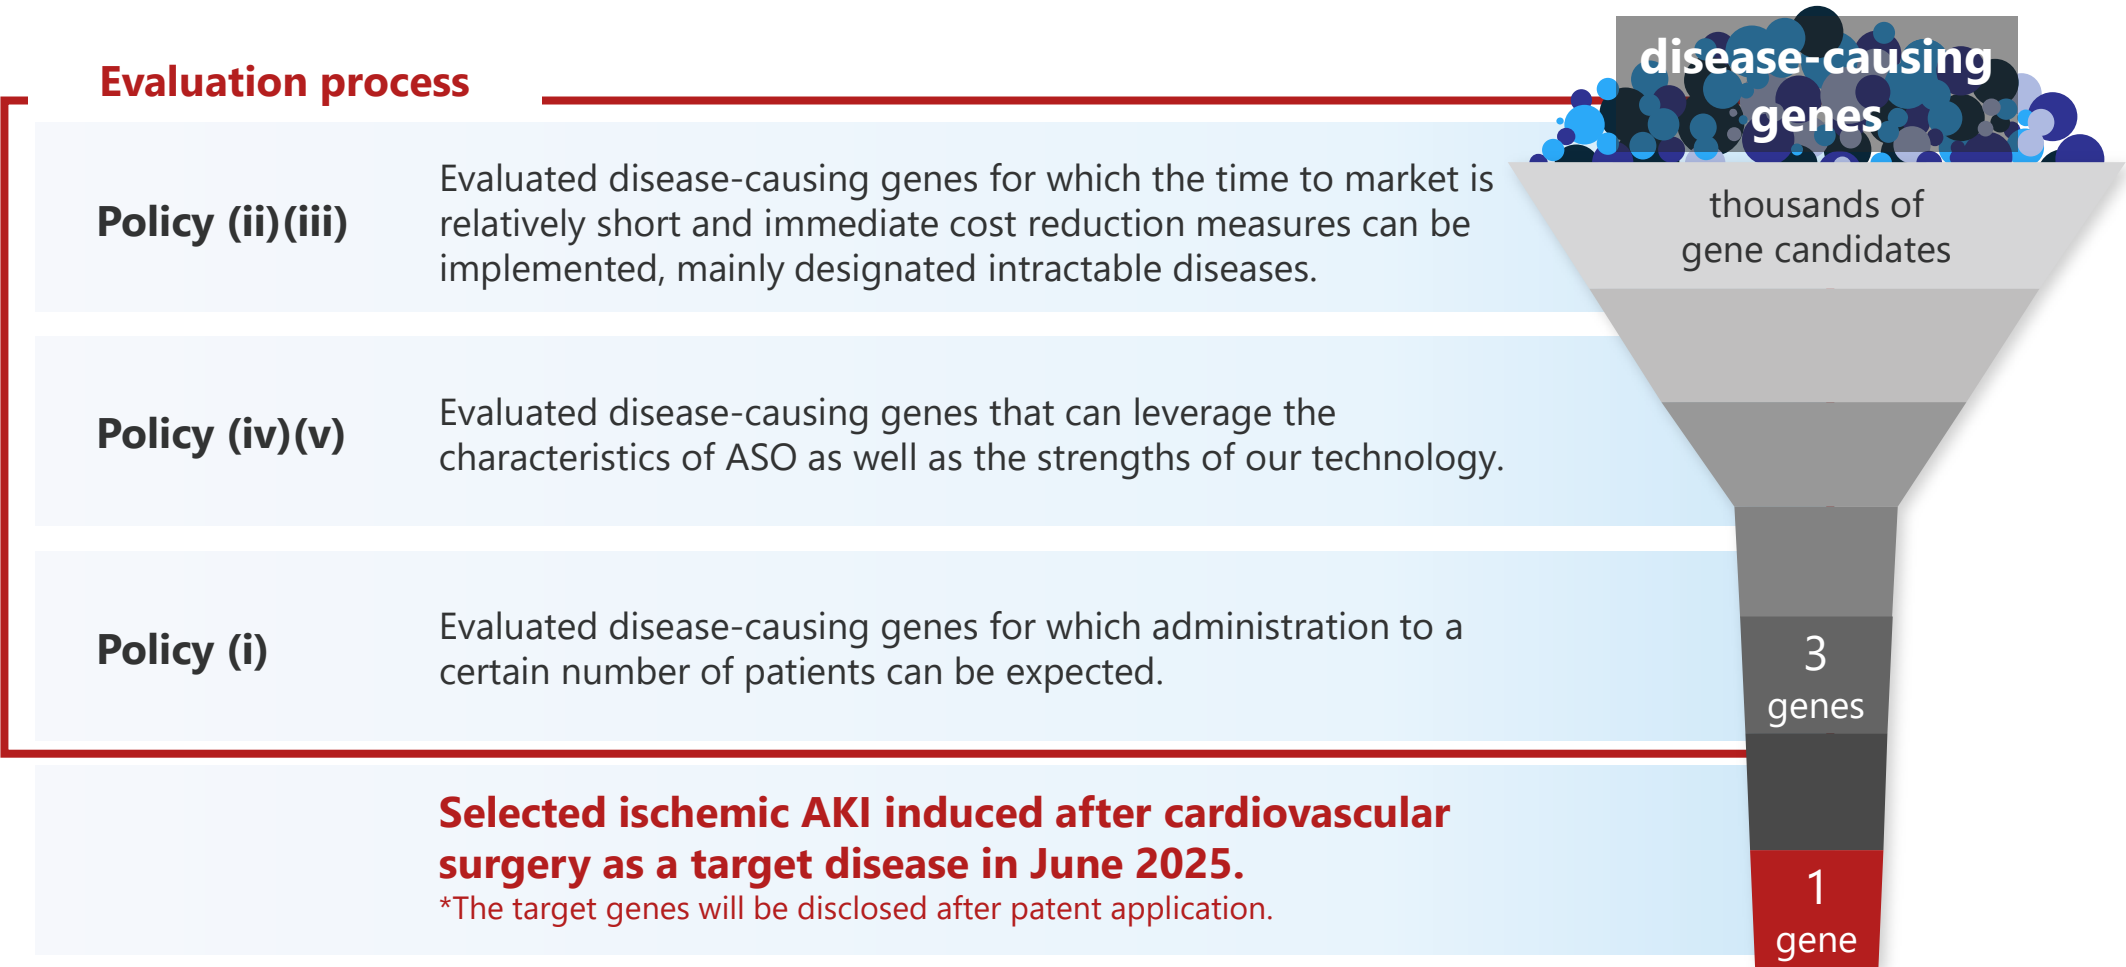 Evaluation process
disease-causing
genes
Policy (ii)(iii)
Evaluated disease-causing genes for which the time to market is
relatively short and immediate cost reduction measures can be
implemented, mainly designated intractable diseases.
thousands of
gene candidates
Policy (iv)(v)
Evaluated disease-causing genes that can leverage the
characteristics of ASO as well as the strengths of our technology.
Policy (i)
Evaluated disease-causing genes for which administration to a
certain number of patients can be expected.
3
genes
Selected ischemic AKI induced after cardiovascular
surgery as a target disease in June 2025.
*The target genes will be disclosed after patent application.
1
gene